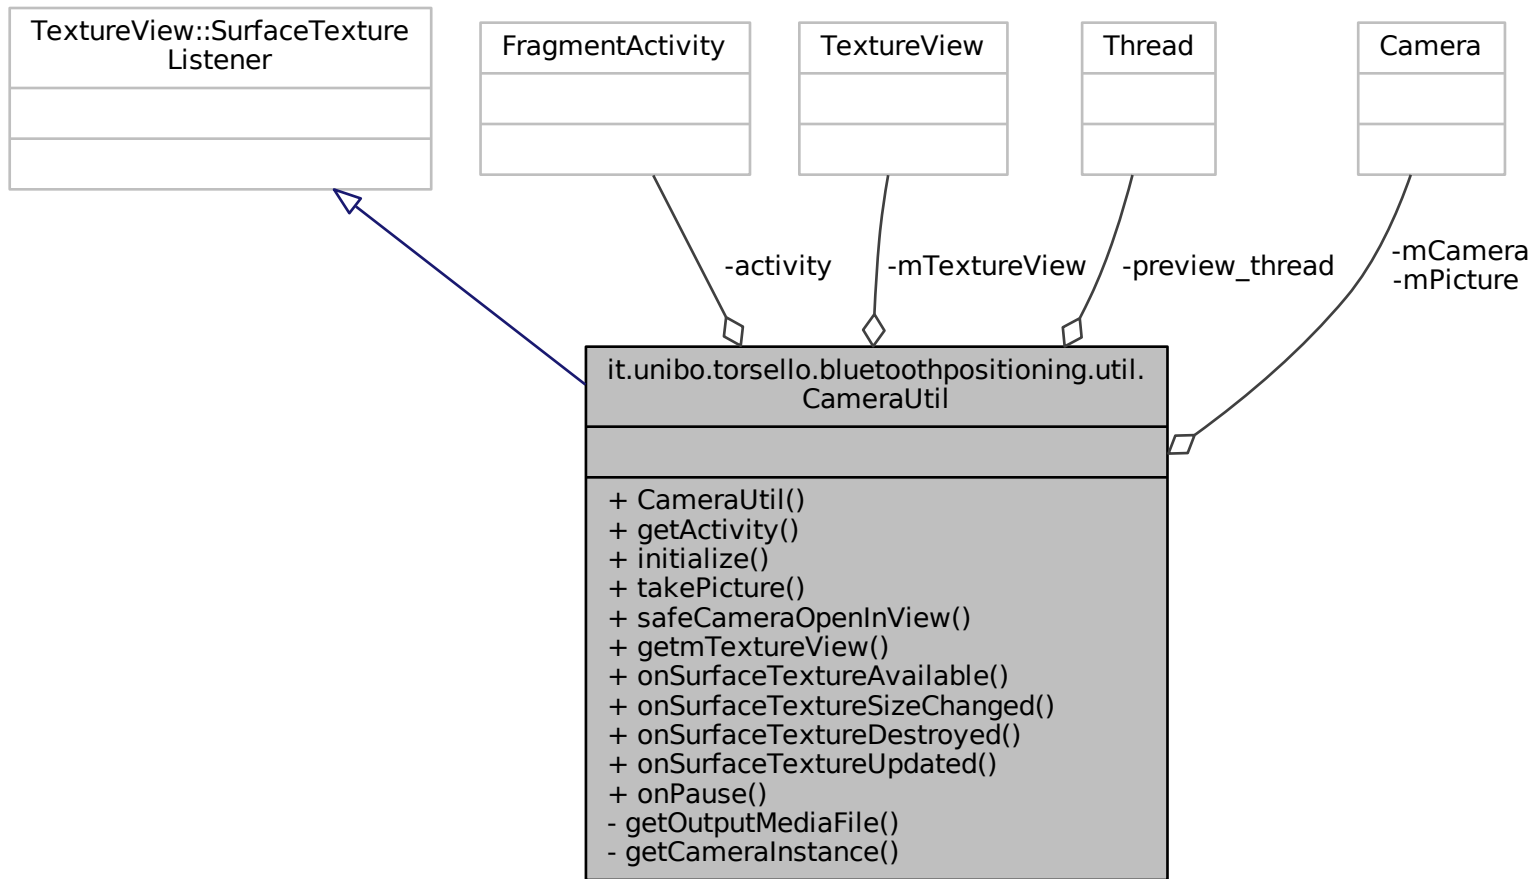 TextureView::SurfaceTexture
Listener
FragmentActivity
TextureView
Thread
Camera
-activity
-mTextureView
-preview_thread
-mCamera
-mPicture
it.unibo.torsello.bluetoothpositioning.util.
CameraUtil
+ CameraUtil()
+ getActivity()
+ initialize()
+ takePicture()
+ safeCameraOpenInView()
+ getmTextureView()
+ onSurfaceTextureAvailable()
+ onSurfaceTextureSizeChanged()
+ onSurfaceTextureDestroyed()
+ onSurfaceTextureUpdated()
+ onPause()
- getOutputMediaFile()
- getCameraInstance()